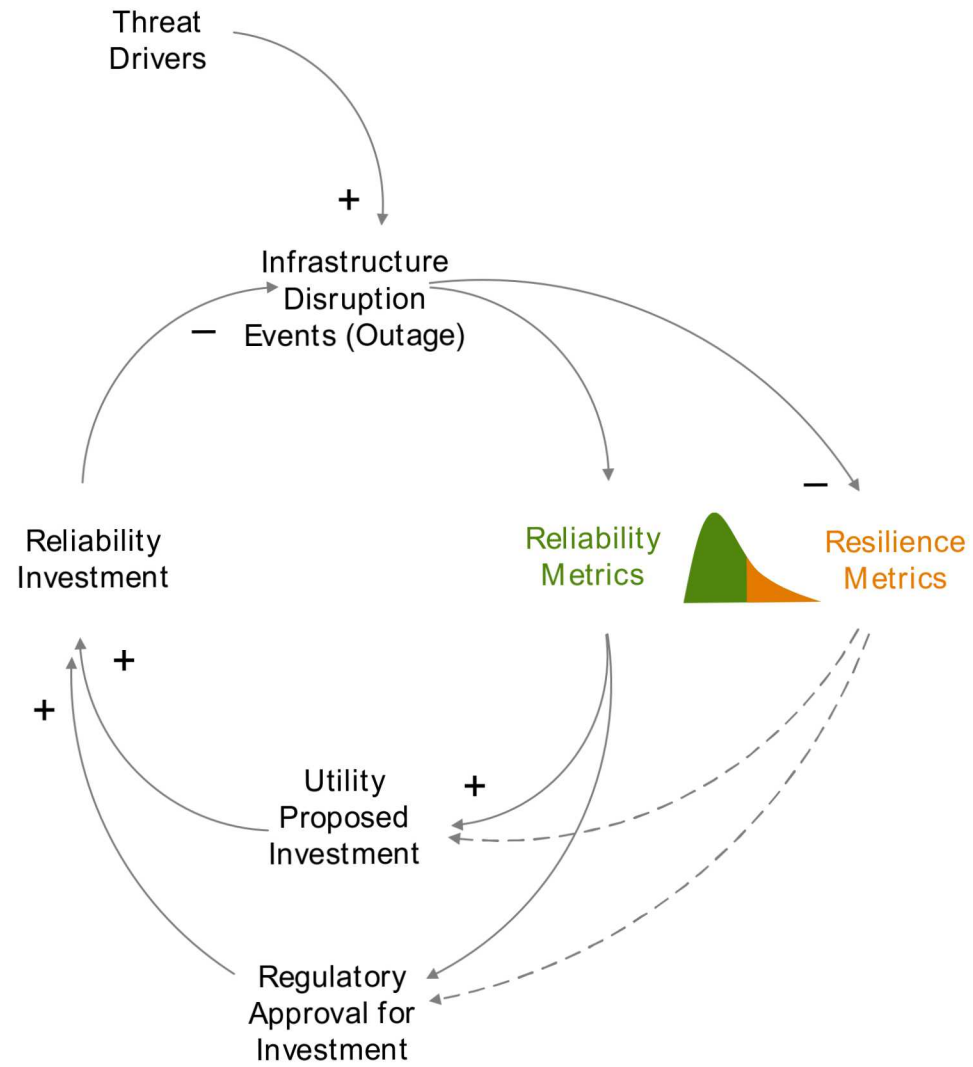 Threat
Drivers
+
Infrastructure
Disruption
Events (Outage)
–
–
Reliability
Investment
Reliability
Metrics
Resilience
Metrics
+
+
Utility
Proposed
Investment
+
Regulatory
Approval for
Investment